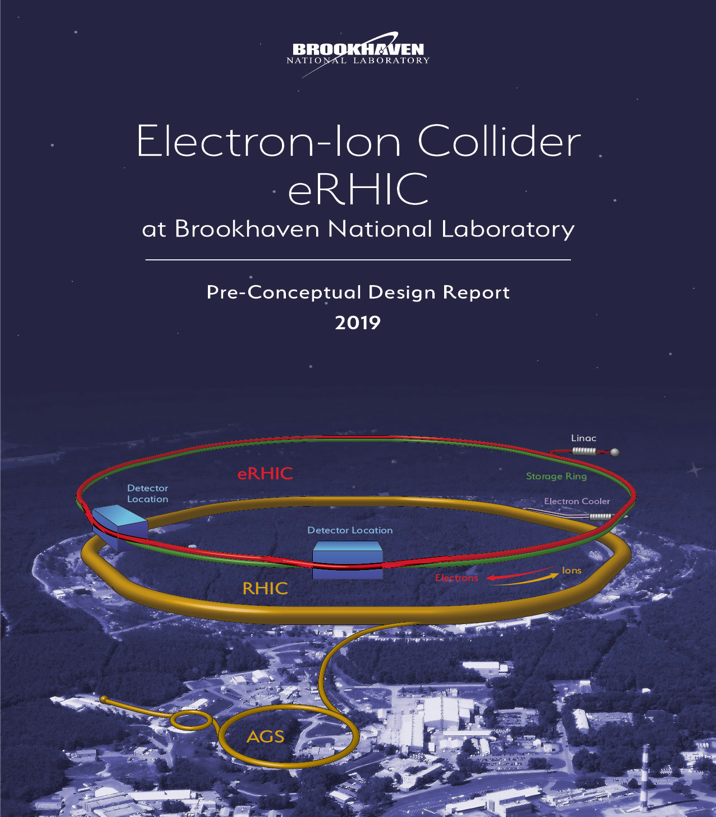 BROOKHAVEN
NATIONAL LABORATORY
Electron-Ion Collider
eRHIC
at Brookhaven National Laboratory
Pre-Conceptual Design Report
2019
Linac
eRHIC
Storage Ring
Detector
Location
Electron Cooler
Detector Location
Ions
Electrons
RHIC
AGS